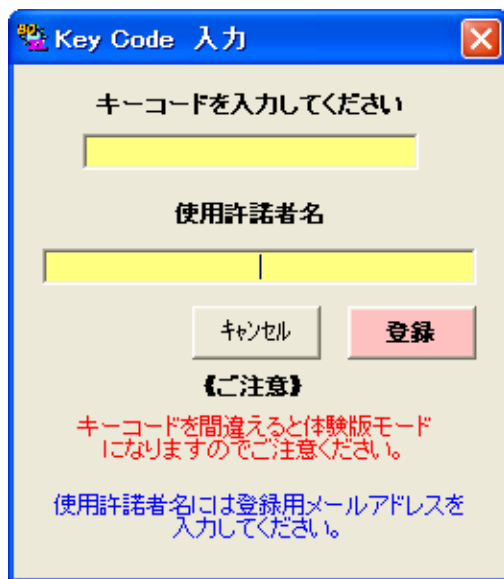 Key Code 入力
キーコードを入力してください
使用許諾者名
キャンセル
登録
《ご注意》
キーコードを間違えると体験版モード
になりますのでご注意ください。
使用許諾者名には登録用メールアドレスを
入力してください。